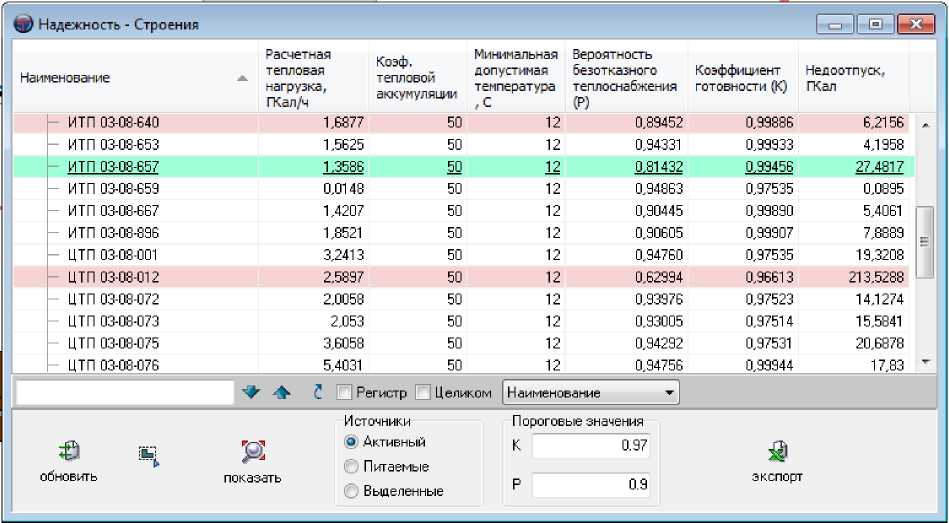 Надежность - Строения
Наименование
Расчетная тепловая нагрузка, ГКал/ч
Коэф. тепловой аккумуляции
Минимальная допустимая температура , С
Вероятность безотказного теплоснабжения (Р)
Коэффициент готовности (К)
Недоотпуск, ГКал
ИТП 03-08-640 1,6877 50 12 0,89452 0,99886 6,2156
ИТП 03-08-653 1,5625 50 12 0,94331 0,99933 4,1958
ИТП 03-08-657 1,3586 50 12 0,81432 0,99456 27,4817
ИТП 03-08-659 0,0148 50 12 0,94863 0,97535 0,0895
ИТП 03-08-667 1,4207 50 12 0,90445 0,99890 5,4061
ИТП 03-08-896 1,8521 50 12 0,90605 0,99907 7,8889
ЦТП 03-08-001 3,2413 50 12 0,94760 0,97535 19,3208
ЦТП 03-08-012 2,5897 50 12 0,62994 0,96613 213,5288
ЦТП 03-08-072 2,0058 50 12 0,93976 0,97523 14,1274
ЦТП 03-08-073 2,053 50 12 0,93005 0,97514 15,5841
ЦТП 03-08-075 3,6058 50 12 0,94292 0,97531 20,6878
ЦТП 03-08-076 5,4031 50 12 0,94756 0,99944 17,83
Регистр Целиком Наименование
обновить
показать
Источники
Активный
Питаемые
Выделенные
Пороговые значения
К 0.97
Р 0.9
экспорт